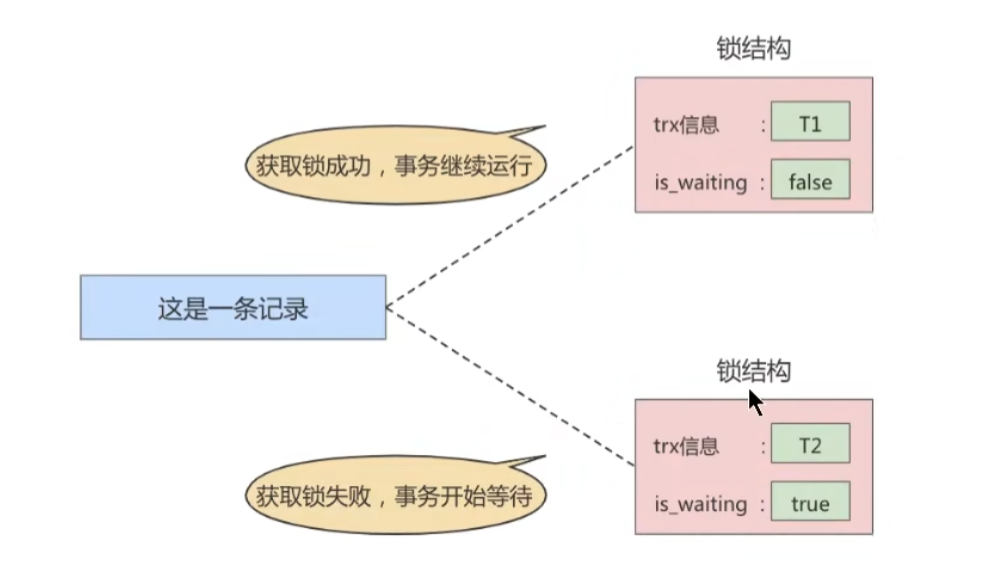 锁结构
trx信息 : T1
获取锁成功，事务继续运行
is_waiting : false
这是一条记录
锁结构
trx信息 : T2
获取锁失败，事务开始等待
is_waiting : true